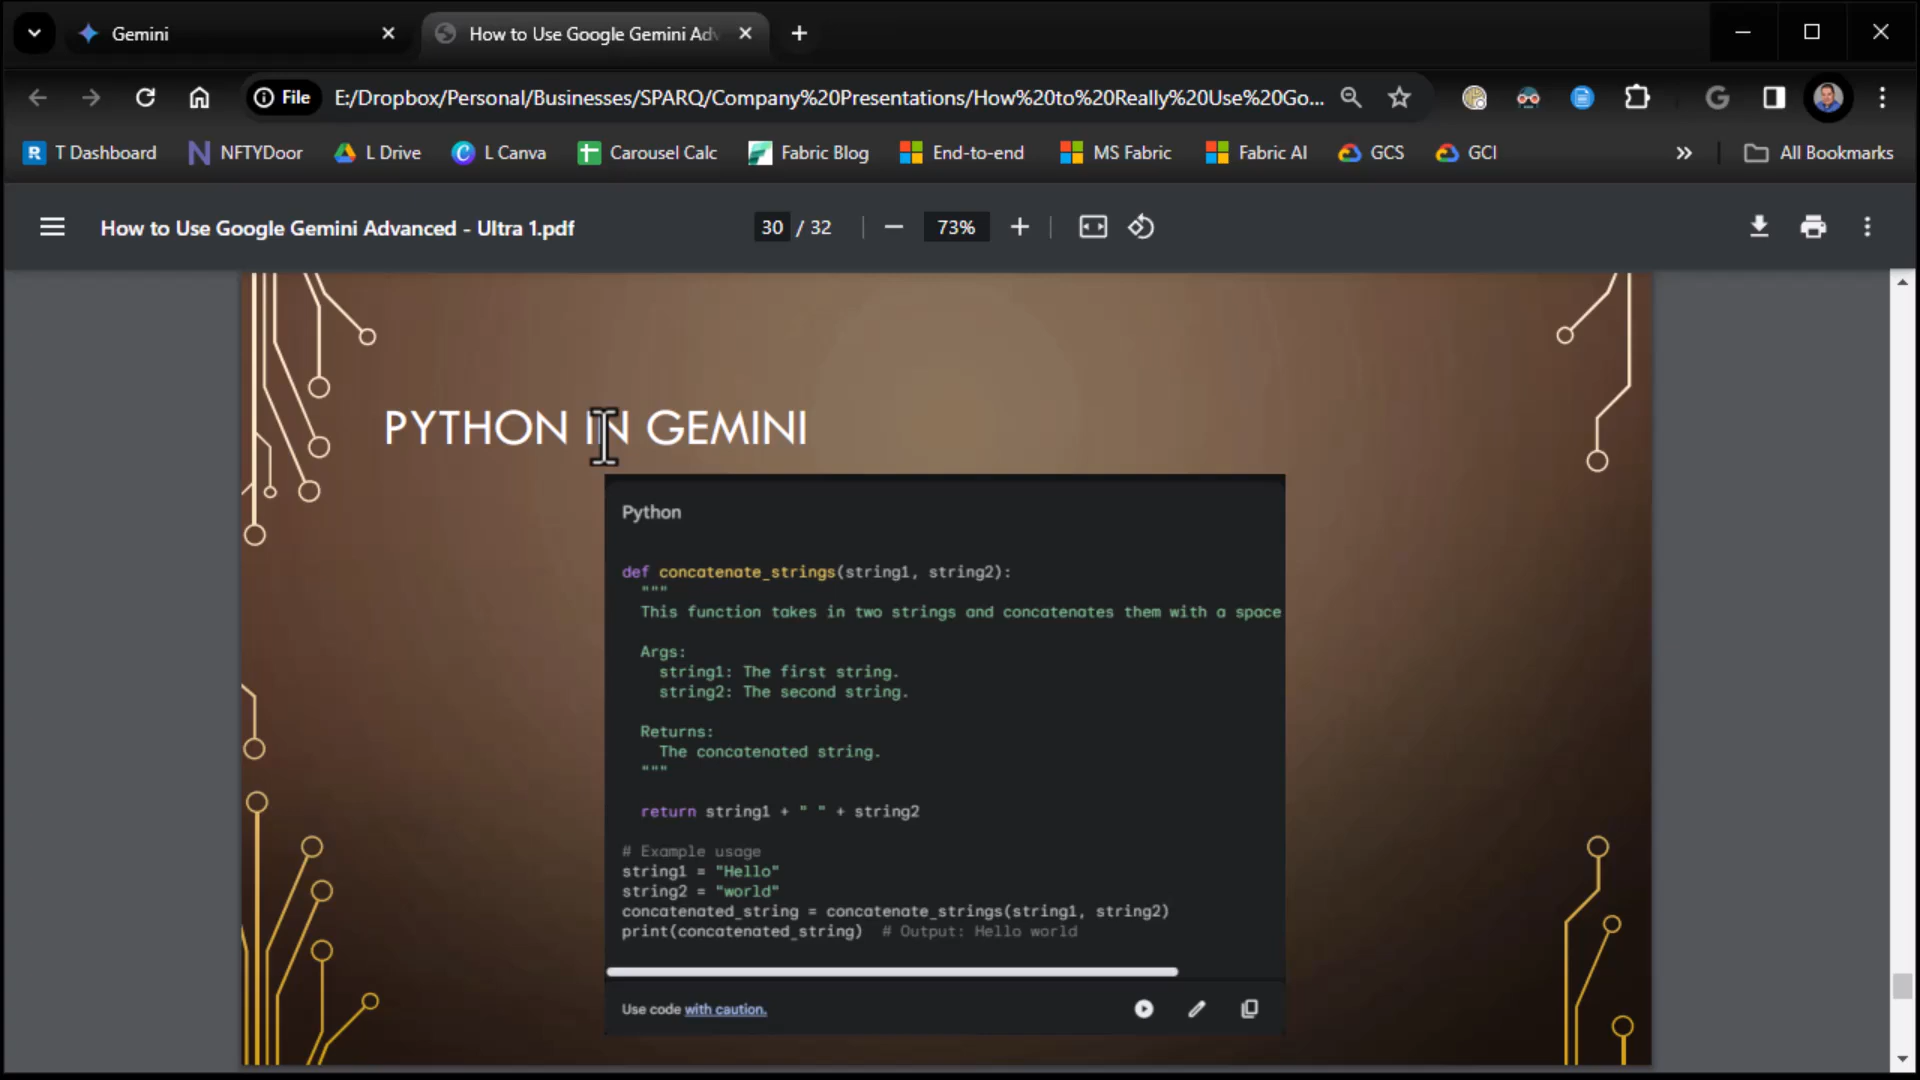 Gemini
How to Use Google Gemini Adv
File
E:/Dropbox/Personal/Businesses/SPARQ/Company%20Presentations/How%20to%20Really%20Use%20Go...
T Dashboard
NFTYDoor
L Drive
L Canva
Carousel Calc
Fabric Blog
End-to-end
MS Fabric
Fabric AI
GCS
GCI
All Bookmarks
How to Use Google Gemini Advanced - Ultra 1.pdf
30 / 32
73%
PYTHON IN GEMINI
Python
def concatenate_strings(string1, string2):
"""
This function takes in two strings and concatenates them with a space
Args:
string1: The first string.
string2: The second string.
Returns:
The concatenated string.
"""
return string1 + " " + string2
# Example usage
string1 = "Hello"
string2 = "world"
concatenated_string = concatenate_strings(string1, string2)
print(concatenated_string)  # Output: Hello world
Use code with caution.